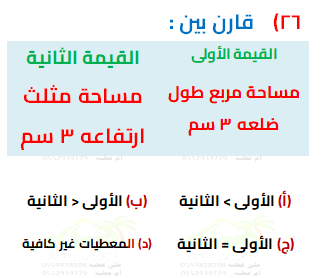 ٢٦) قارن بين :
القيمة الأولى
مساحة مربع طول
ضلعه ٣ سم
القيمة الثانية
مساحة مثلث
ارتفاعه ٣ سم
(أ) الأولى > الثانية
(ب) الأولى < الثانية
(ج) الأولى = الثانية
(د) المعطيات غير كافية